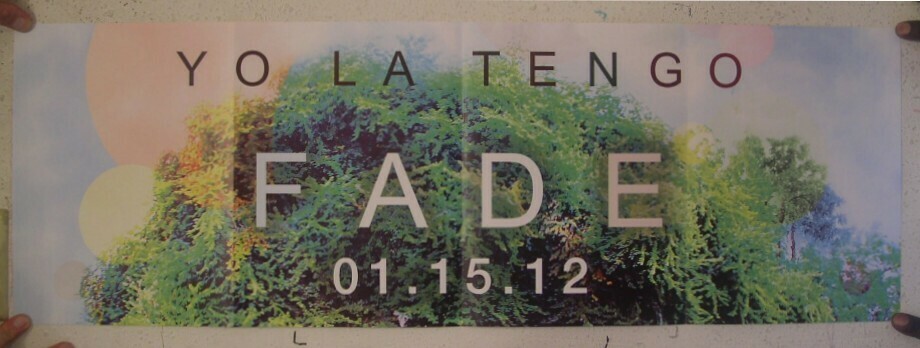 YO LA TENGO
FADE
01.15.12